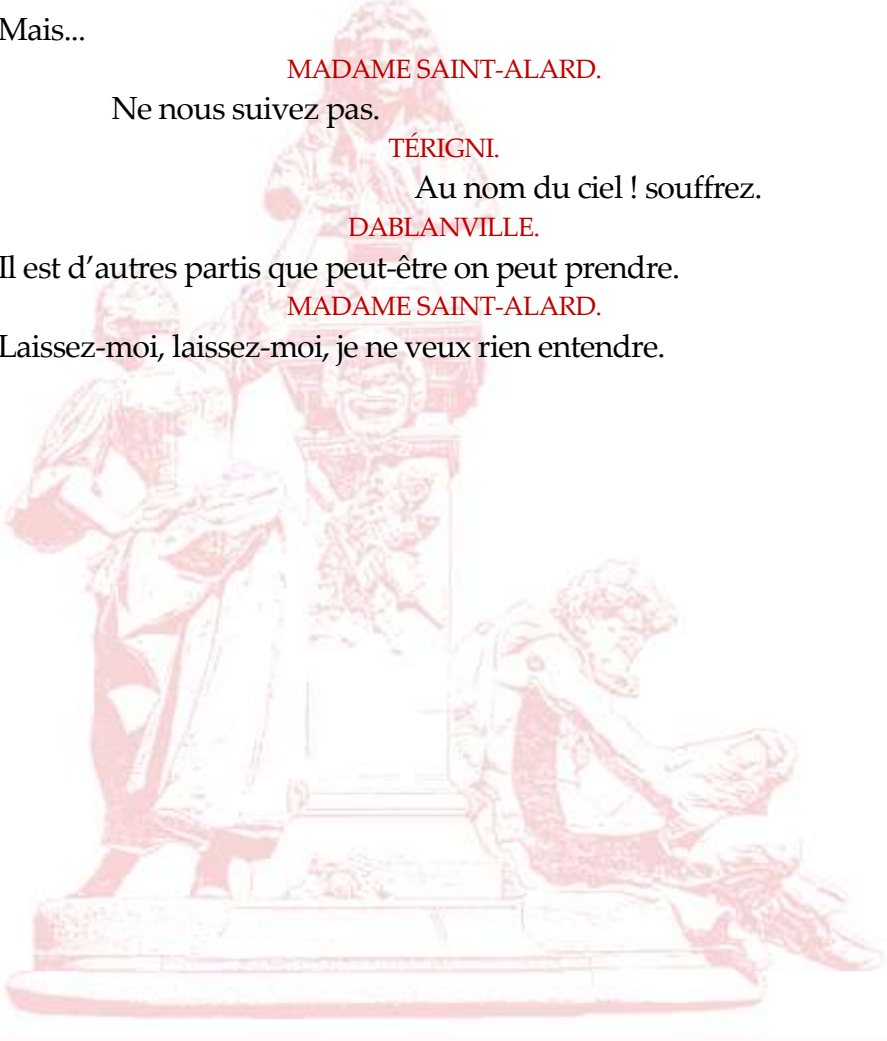 Mais...
MADAME SAINT-ALARD.
Ne nous suivez pas.
TÉRIGNI.
Au nom du ciel ! souffrez.
DABLANVILLE.
Il est d’autres partis que peut-être on peut prendre.
MADAME SAINT-ALARD.
Laissez-moi, laissez-moi, je ne veux rien entendre.